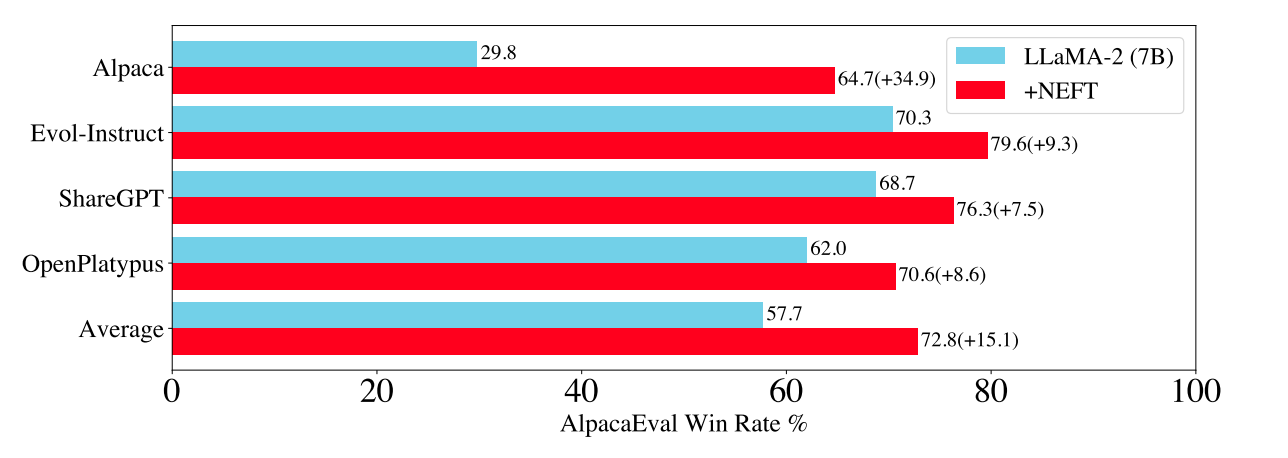 LLaMA-2 (7B)
+NEFT
Alpaca
29.8
64.7(+34.9)
Evol-Instruct
70.3
79.6(+9.3)
ShareGPT
68.7
76.3(+7.5)
OpenPlatypus
62.0
70.6(+8.6)
Average
57.7
72.8(+15.1)
0 20 40 60 80 100
AlpacaEval Win Rate %